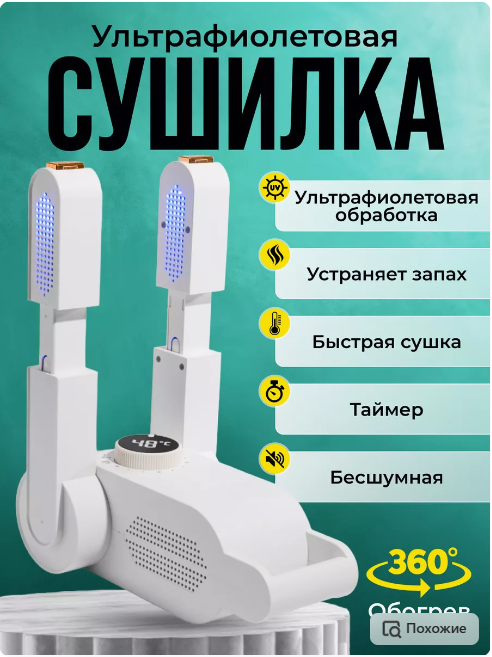 Ультрафиолетовая
СУШИЛКА
UV
Ультрафиолетовая
обработка
Устраняет запах
Быстрая сушка
Таймер
48°C
Бесшумная
360°
Обогрев
Похожие